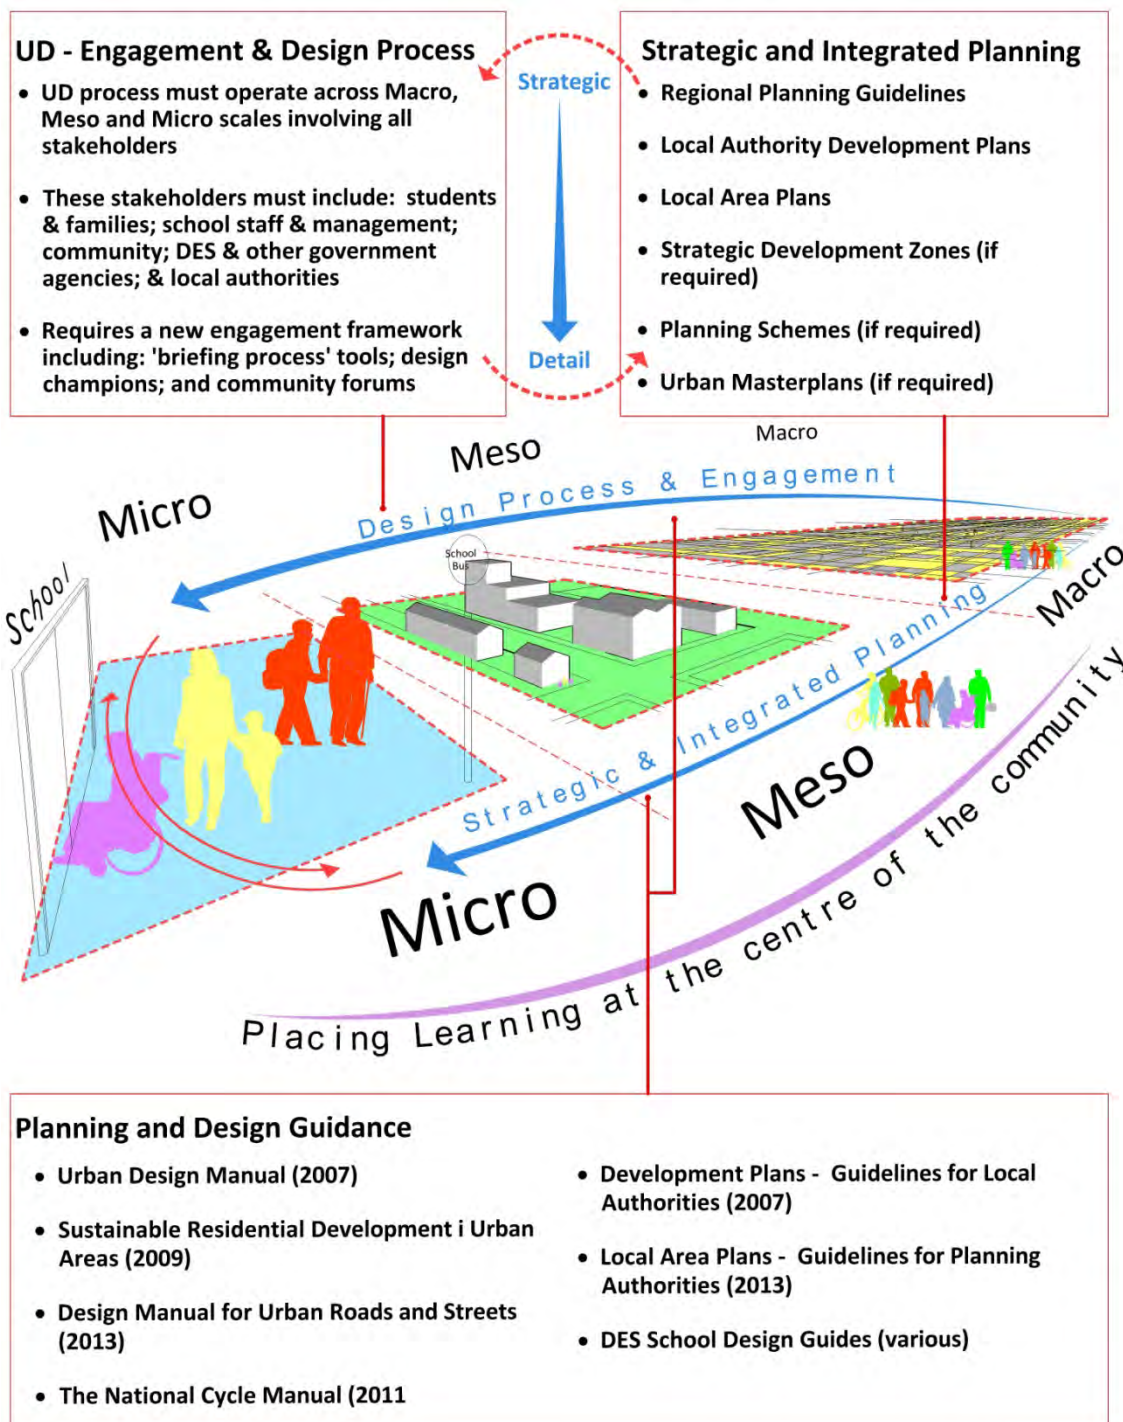 UD - Engagement & Design Process
• UD process must operate across Macro,
Meso and Micro scales involving all
stakeholders
• These stakeholders must include: students
& families; school staff & management;
community; DES & other government
agencies; & local authorities
• Requires a new engagement framework
including: 'briefing process' tools; design
champions; and community forums
Strategic
Detail
Strategic and Integrated Planning
• Regional Planning Guidelines
• Local Authority Development Plans
• Local Area Plans
• Strategic Development Zones (if
required)
• Planning Schemes (if required)
• Urban Masterplans (if required)
Micro
Meso
Macro
Design Process & Engagement
School
School
Bus
Macro
Strategic & Integrated Planning
Meso
Micro
Placing Learning at the centre of the community
Planning and Design Guidance
• Urban Design Manual (2007)
• Sustainable Residential Development i Urban
Areas (2009)
• Design Manual for Urban Roads and Streets
(2013)
• The National Cycle Manual (2011
• Development Plans - Guidelines for Local
Authorities (2007)
• Local Area Plans - Guidelines for Planning
Authorities (2013)
• DES School Design Guides (various)